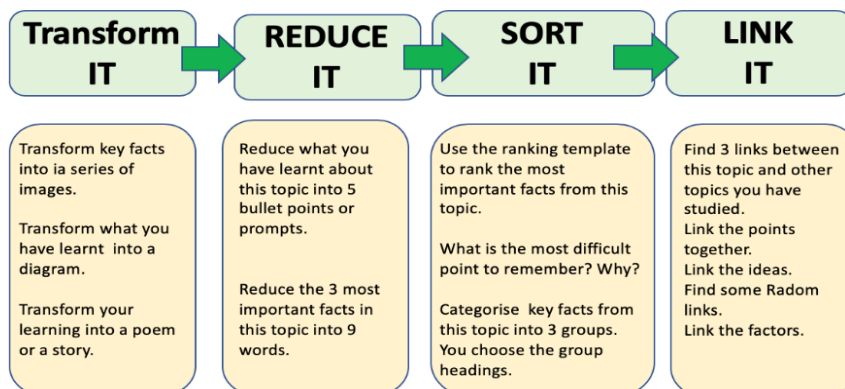 Transform
IT
REDUCE
IT
SORT
IT
LINK
IT
Transform key facts
into ia series of
images.
Transform what you
have learnt into a
diagram.
Transform your
learning into a poem
or a story.
Reduce what you
have learnt about
this topic into 5
bullet points or
prompts.
Reduce the 3 most
important facts in
this topic into 9
words.
Use the ranking template
to rank the most
important facts from this
topic.
What is the most difficult
point to remember? Why?
Categorise key facts from
this topic into 3 groups.
You choose the group
headings.
Find 3 links between
this topic and other
topics you have
studied.
Link the points
together.
Link the ideas.
Find some Radom
links.
Link the factors.